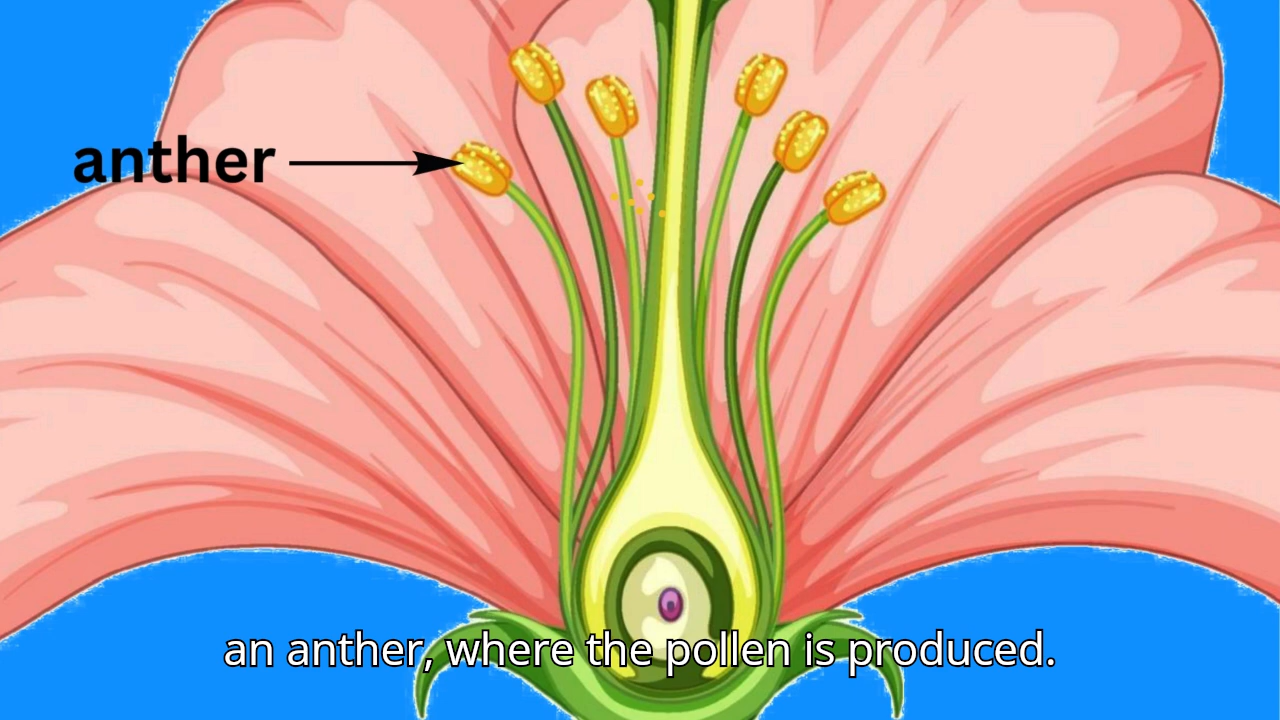 anther
an anther, where the pollen is produced.